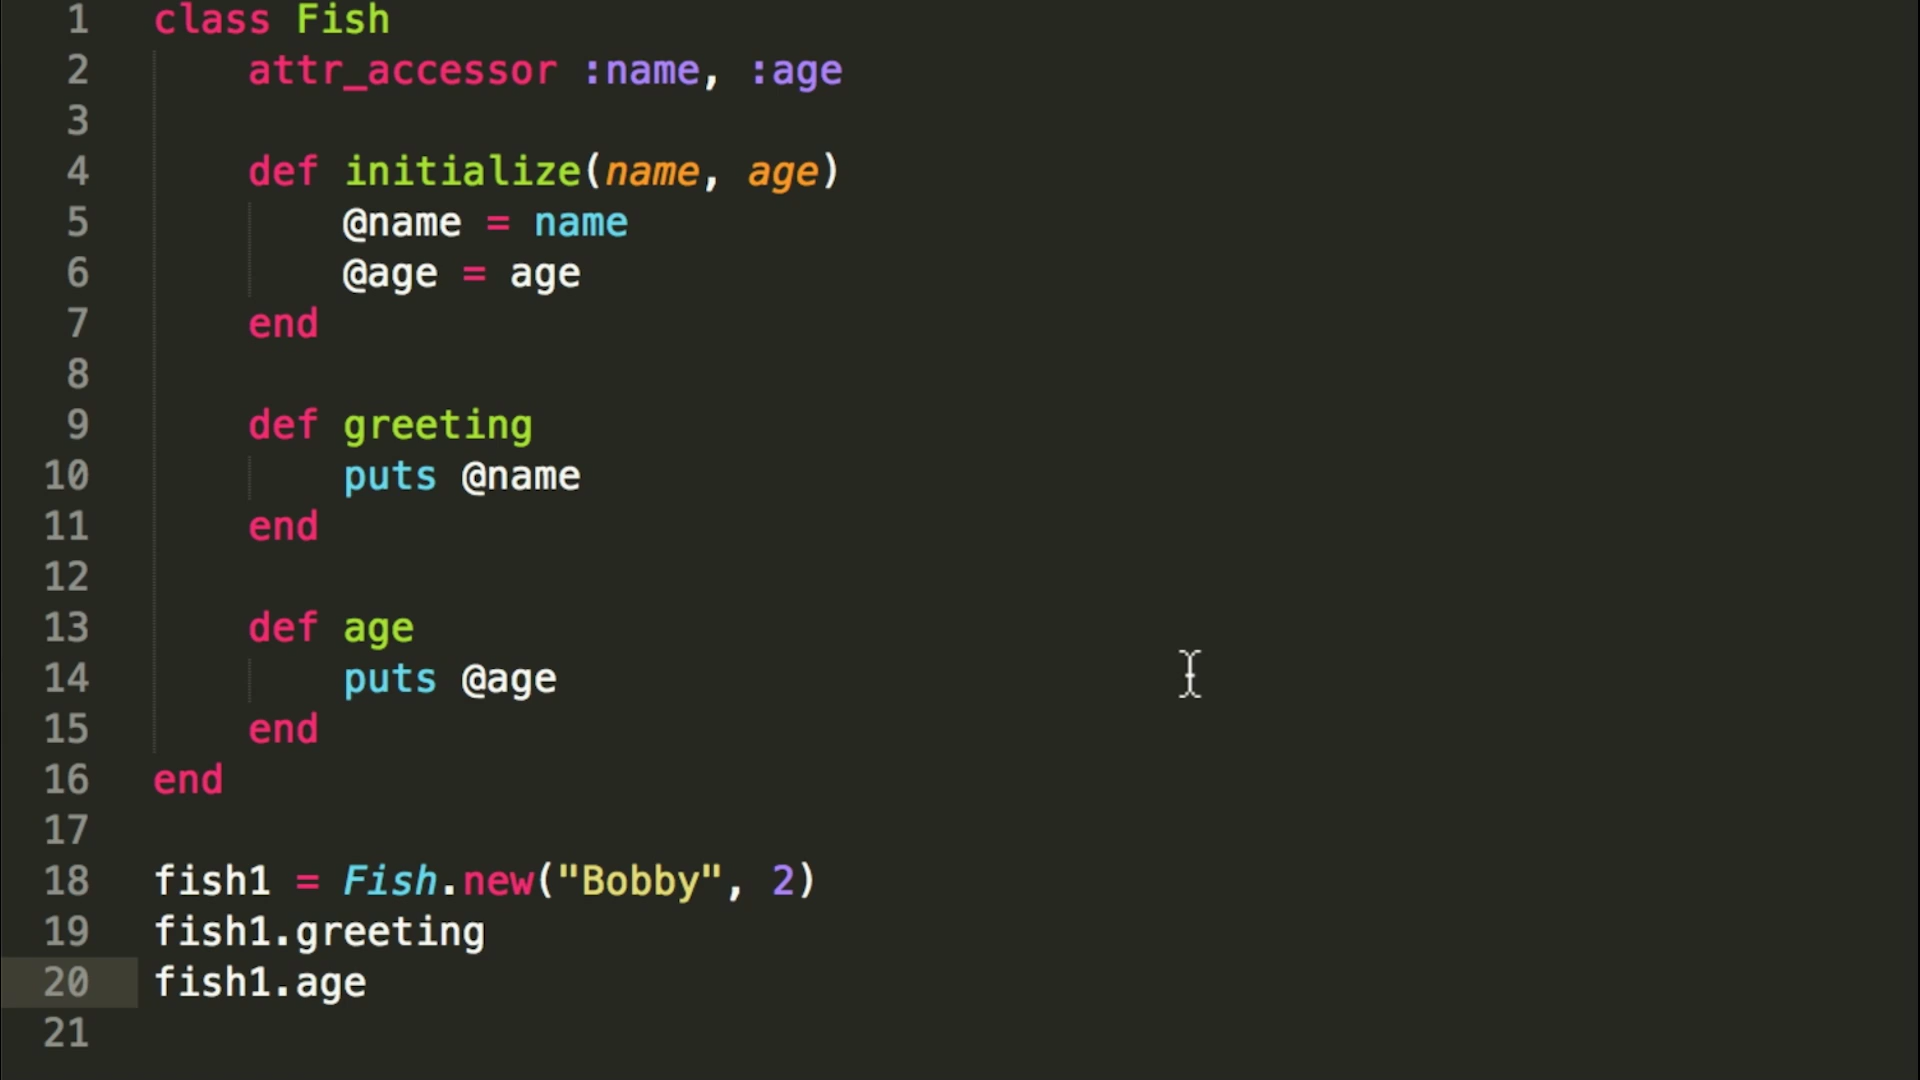 1 class Fish
2 attr_accessor :name, :age
3
4 def initialize(name, age)
5 @name = name
6 @age = age
7 end
8
9 def greeting
10 puts @name
11 end
12
13 def age
14 puts @age
15 end
16 end
17
18 fish1 = Fish.new("Bobby", 2)
19 fish1.greeting
20 fish1.age
21